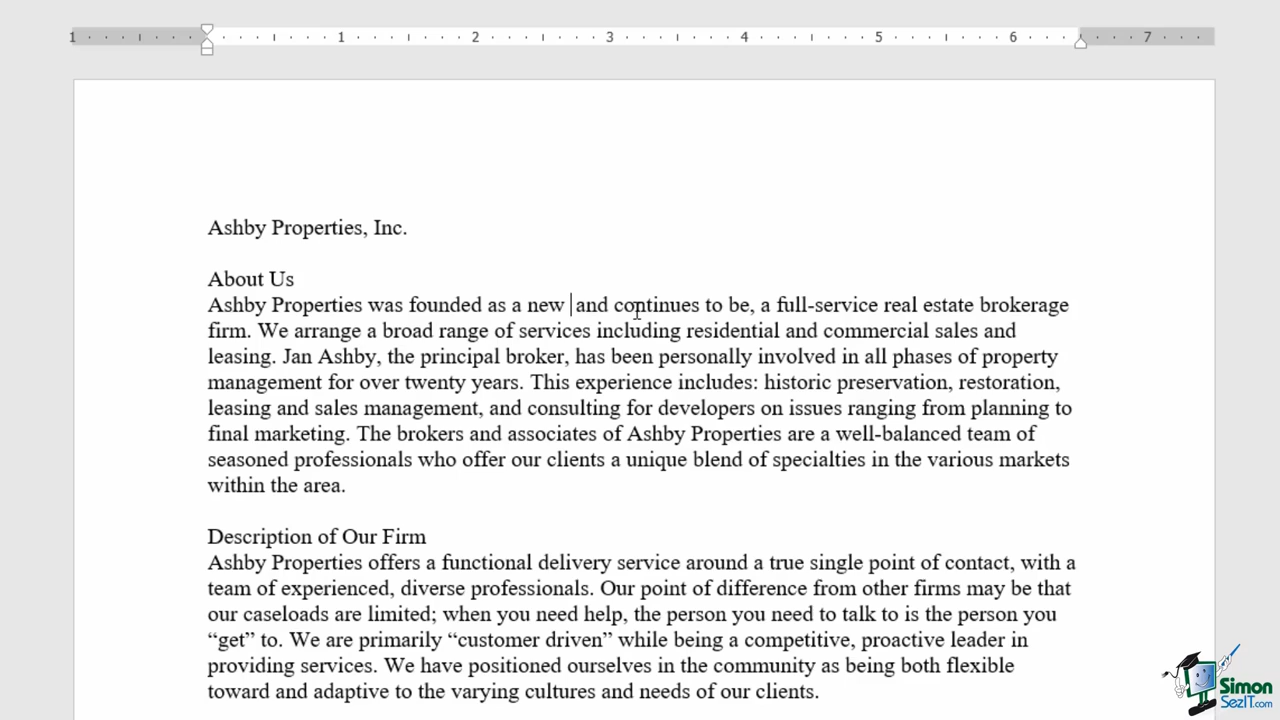 1 1 2 3 4 5 6 7
Ashby Properties, Inc.
About Us
Ashby Properties was founded as a new and continues to be, a full-service real estate brokerage
firm. We arrange a broad range of services including residential and commercial sales and
leasing. Jan Ashby, the principal broker, has been personally involved in all phases of property
management for over twenty years. This experience includes: historic preservation, restoration,
leasing and sales management, and consulting for developers on issues ranging from planning to
final marketing. The brokers and associates of Ashby Properties are a well-balanced team of
seasoned professionals who offer our clients a unique blend of specialties in the various markets
within the area.
Description of Our Firm
Ashby Properties offers a functional delivery service around a true single point of contact, with a
team of experienced, diverse professionals. Our point of difference from other firms may be that
our caseloads are limited; when you need help, the person you need to talk to is the person you
“get” to. We are primarily “customer driven” while being a competitive, proactive leader in
providing services. We have positioned ourselves in the community as being both flexible
toward and adaptive to the varying cultures and needs of our clients.
Simon
SezIT.com